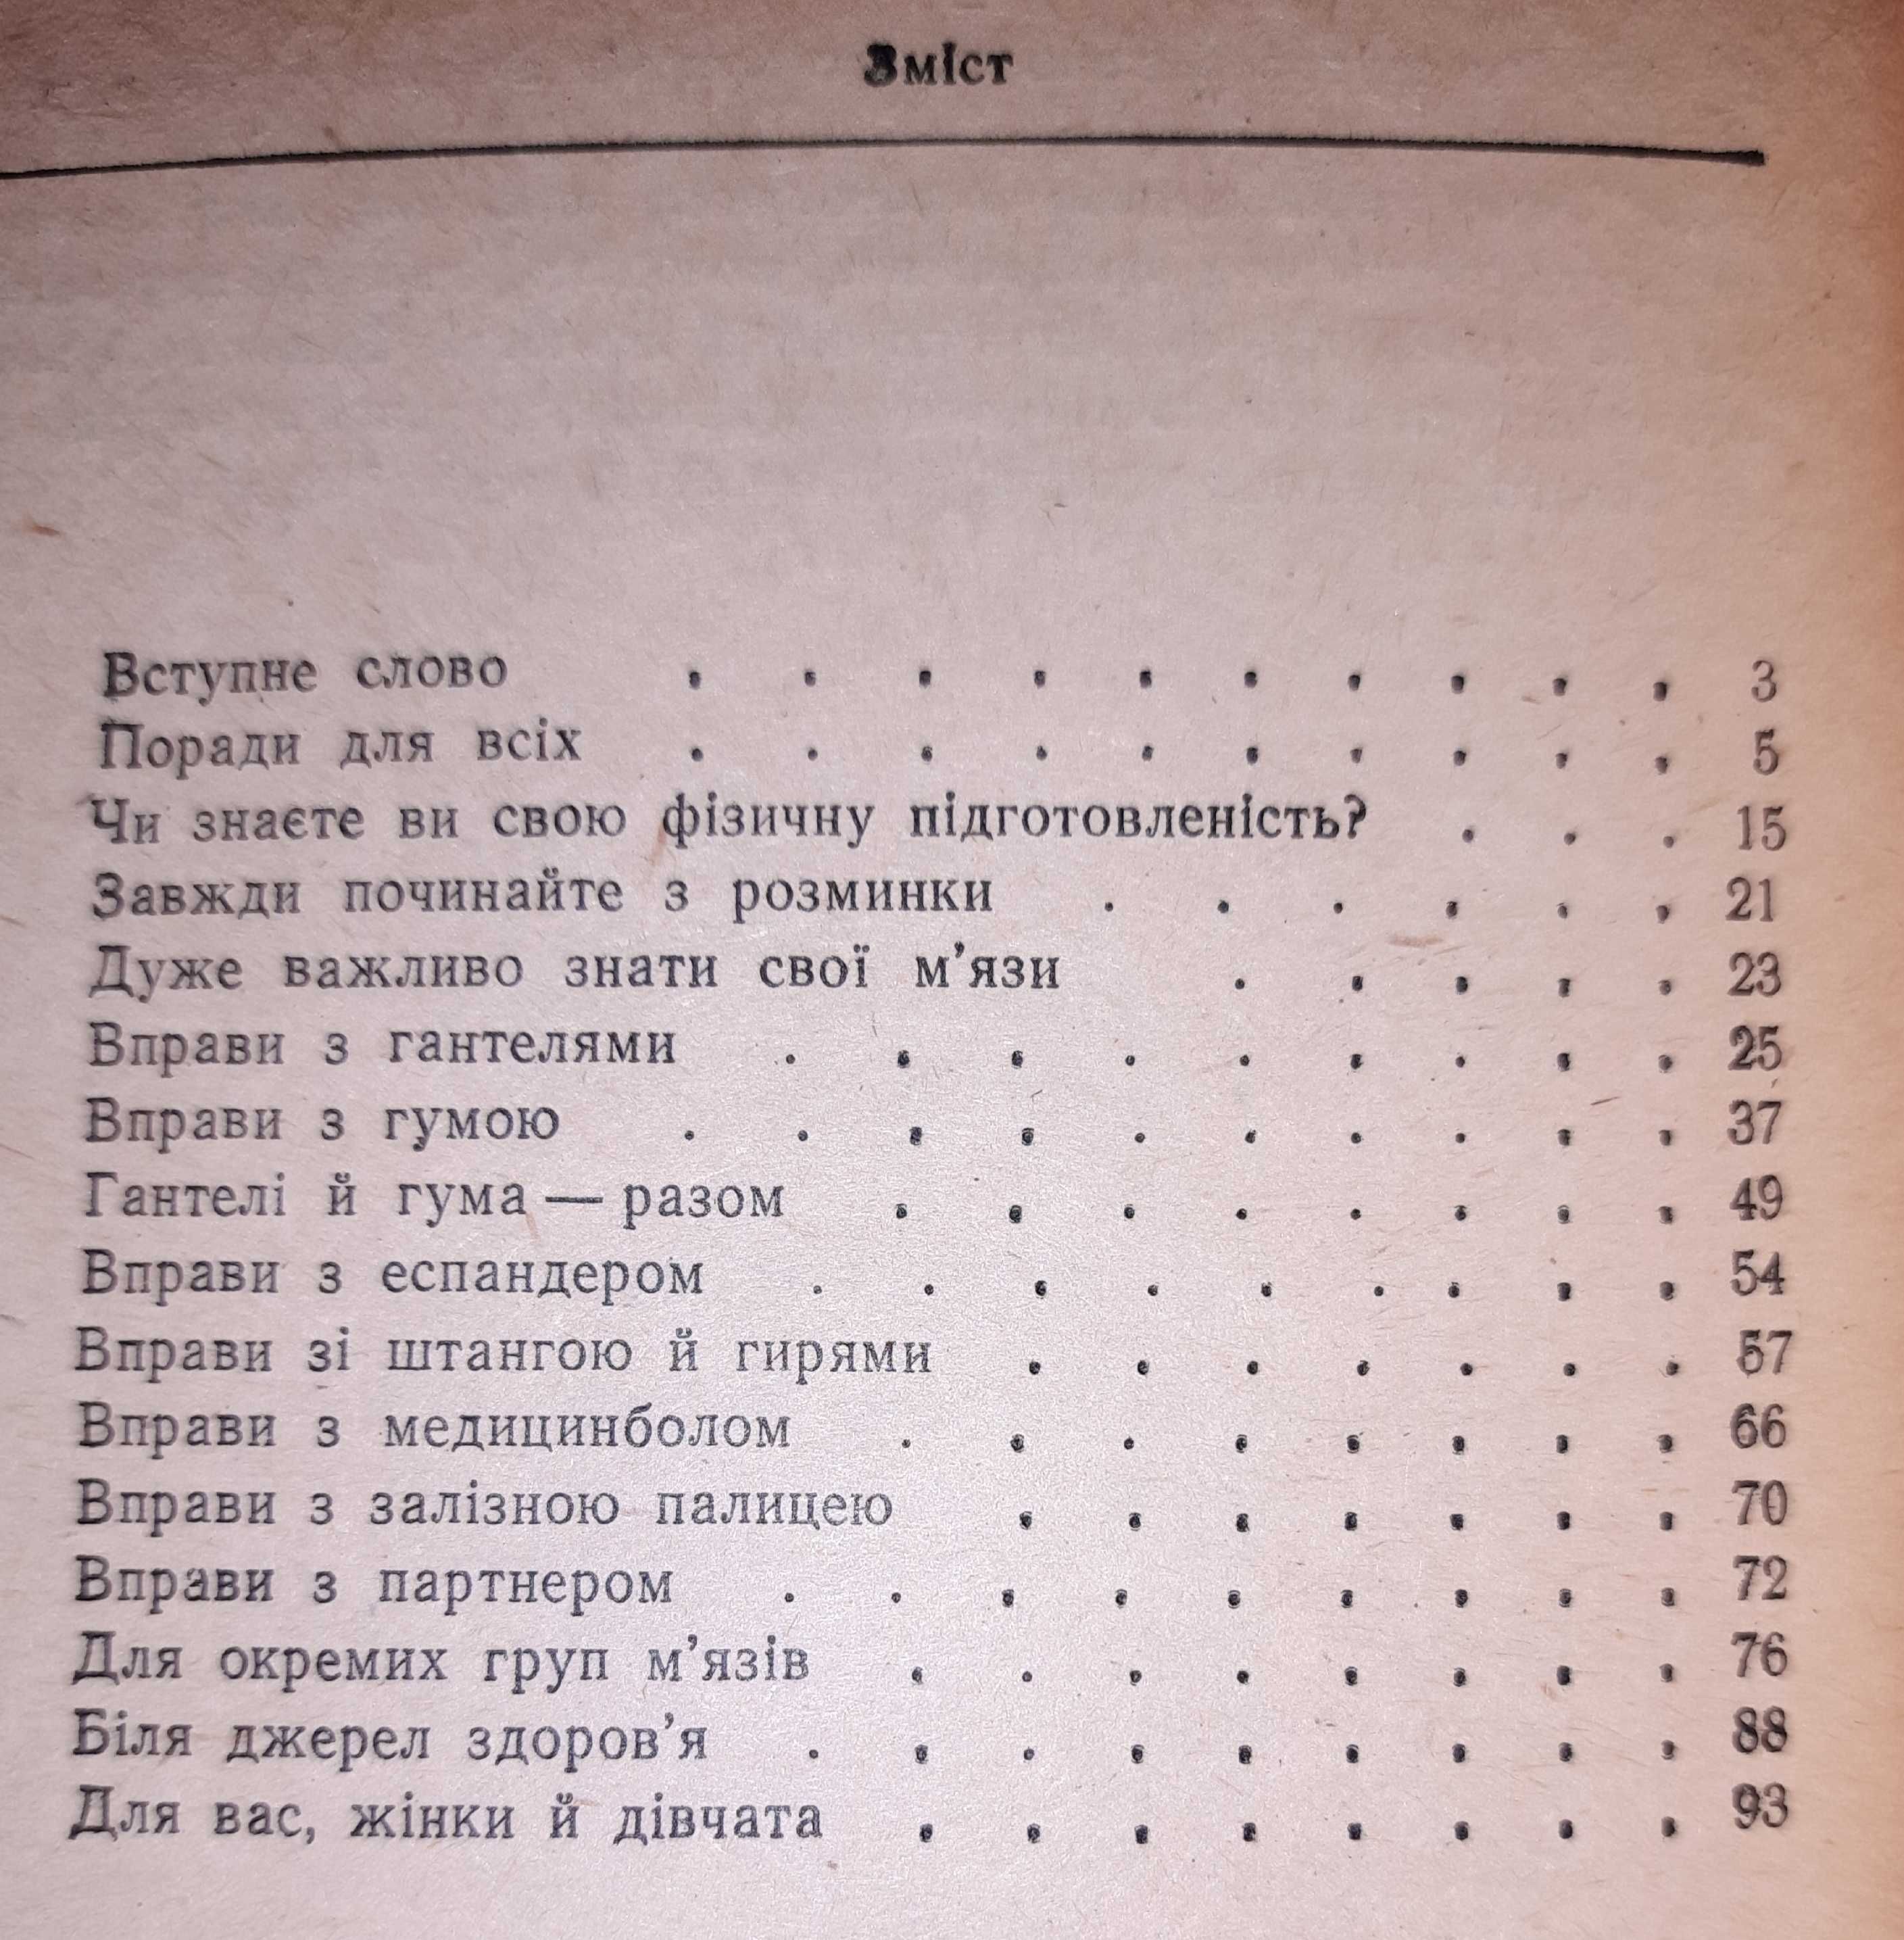 Зміст
Вступне слово . . . . . . . . . . 3
Поради для всіх . . . . . . . . . . 5
Чи знаєте ви свою фізичну підготовленість? . . . 15
Завжди починайте з розминки . . . . . . 21
Дуже важливо знати свої м'язи . . . . . 23
Вправи з гантелями . . . . . . . . . 25
Вправи з гумою . . . . . . . . . . 37
Гантелі й гума — разом . . . . . . . . 49
Вправи з еспандером . . . . . . . . . 54
Вправи зі штангою й гирями . . . . . . . 57
Вправи з медицинболом . . . . . . . . 66
Вправи з залізною палицею . . . . . . . 70
Вправи з партнером . . . . . . . . . 72
Для окремих груп м'язів . . . . . . . . 76
Біля джерел здоров'я . . . . . . . . . 88
Для вас, жінки й дівчата . . . . . . . . 93